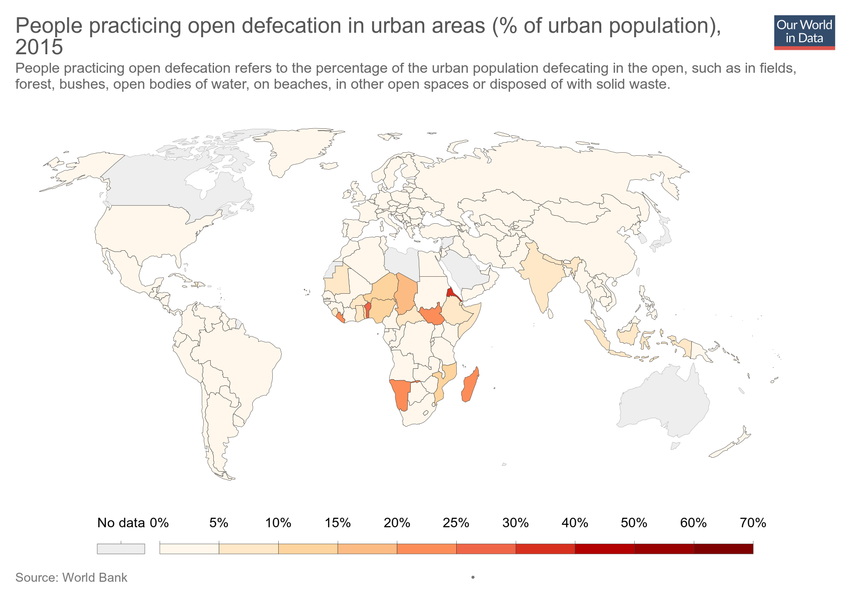 People practicing open defecation in urban areas (% of urban population),
2015
Our World
in Data
People practicing open defecation refers to the percentage of the urban population defecating in the open, such as in fields,
forest, bushes, open bodies of water, on beaches, in other open spaces or disposed of with solid waste.
No data 0% 5% 10% 15% 20% 25% 30% 40% 50% 60% 70%
Source: World Bank